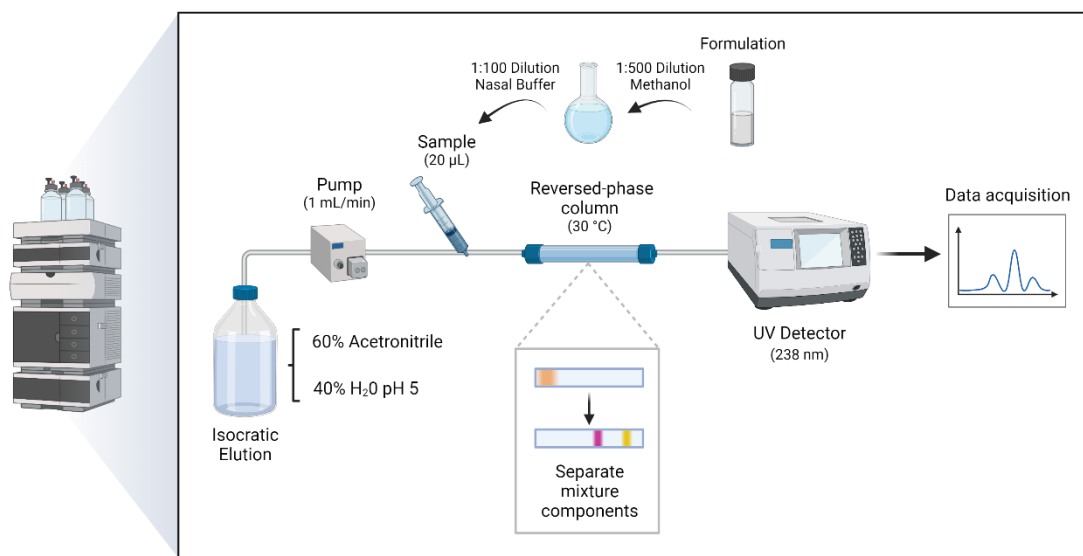 Formulation
1:500 Dilution
Methanol
1:100 Dilution
Nasal Buffer
Sample
(20 µL)
Pump
(1 mL/min)
Reversed-phase
column
(30 °C)
Data acquisition
UV Detector
(238 nm)
60% Acetronitrile
40% H₂0 pH 5
Isocratic
Elution
Separate
mixture
components